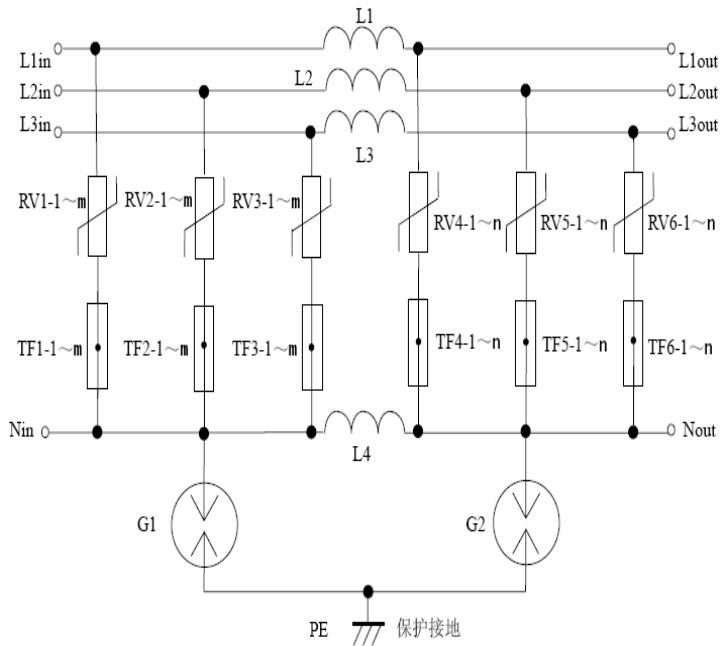 L1
L1in
L1out
L2
L2in
L2out
L3in
L3out
L3
RV1-1～m
RV2-1～m
RV3-1～m
RV4-1～n
RV5-1～n
RV6-1～n
TF1-1～m
TF2-1～m
TF3-1～m
TF4-1～n
TF5-1～n
TF6-1～n
Nin
Nout
L4
G1
G2
PE
保护接地